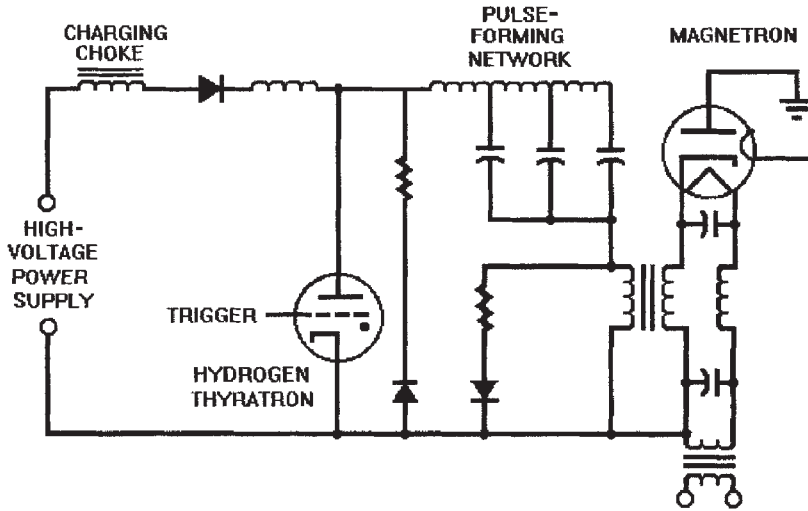 CHARGING
CHOKE
PULSE-
FORMING
NETWORK
MAGNETRON
HIGH-
VOLTAGE
POWER
SUPPLY
TRIGGER
HYDROGEN
THYRATRON